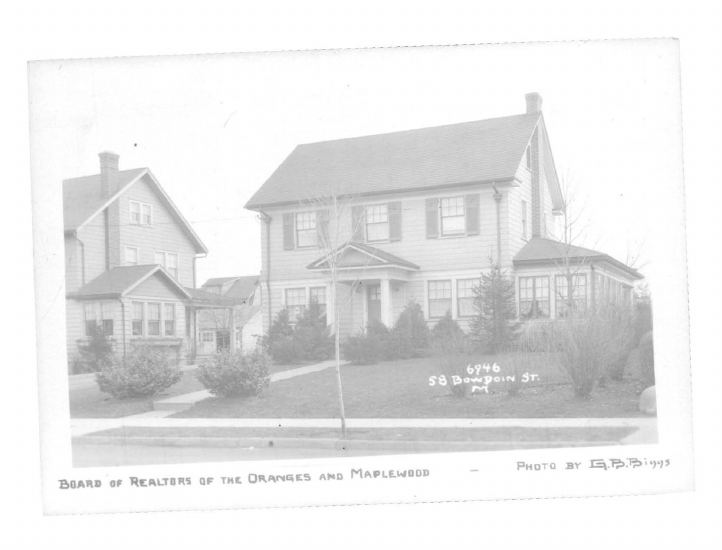 6946
58 BOWDOIN ST.
M
BOARD OF REALTORS OF THE ORANGES AND MAPLEWOOD - PHOTO BY G.B.Biggs